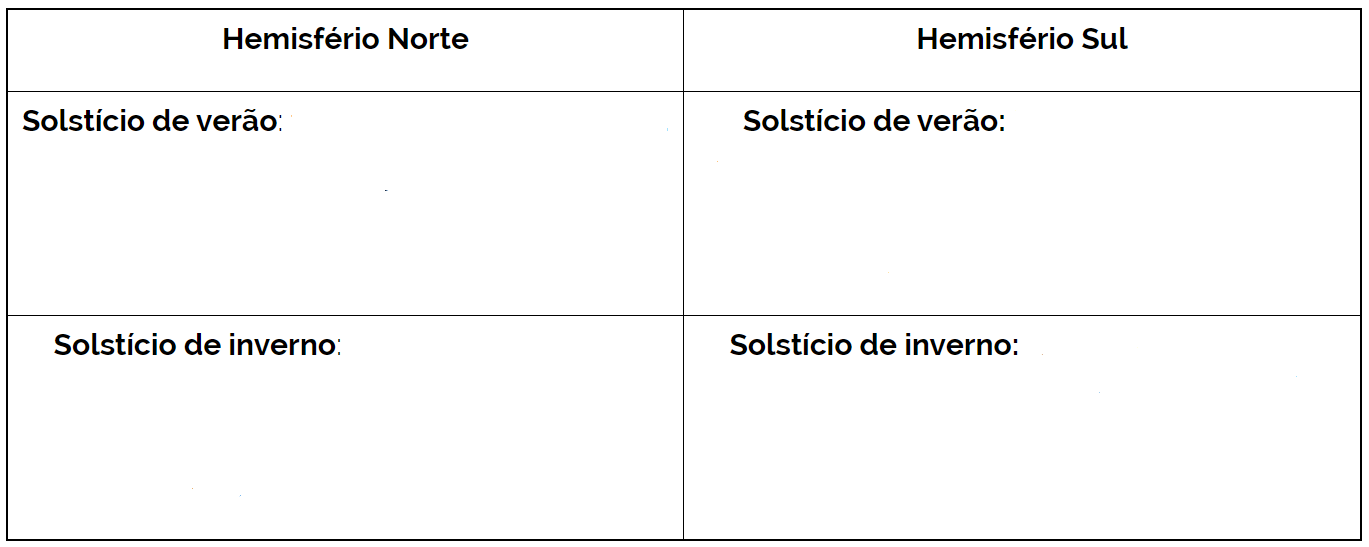 Hemisfério Norte
Hemisfério Sul
Solstício de verão:
Solstício de verão:
Solstício de inverno:
Solstício de inverno: